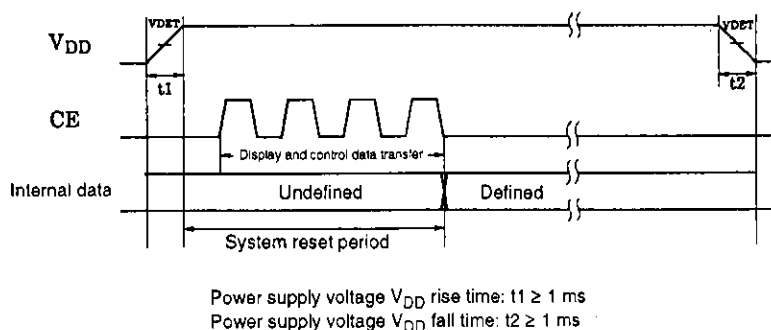 VDET
VDET
VDD
t1
t2
CE
Display and control data transfer
Internal data
Undefined
Defined
System reset period
Power supply voltage VDD rise time: t1 ≥ 1 ms
Power supply voltage VDD fall time: t2 ≥ 1 ms